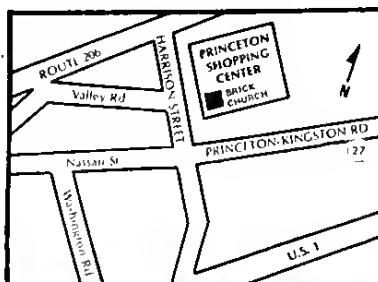 ROUTE 206
HARRISON STREET
PRINCETON
SHOPPING
CENTER
BRICK
CHURCH
N
Valley Rd
Nassau St
PRINCETON-KINGSTON RD
27
Washington Rd
U.S. 1